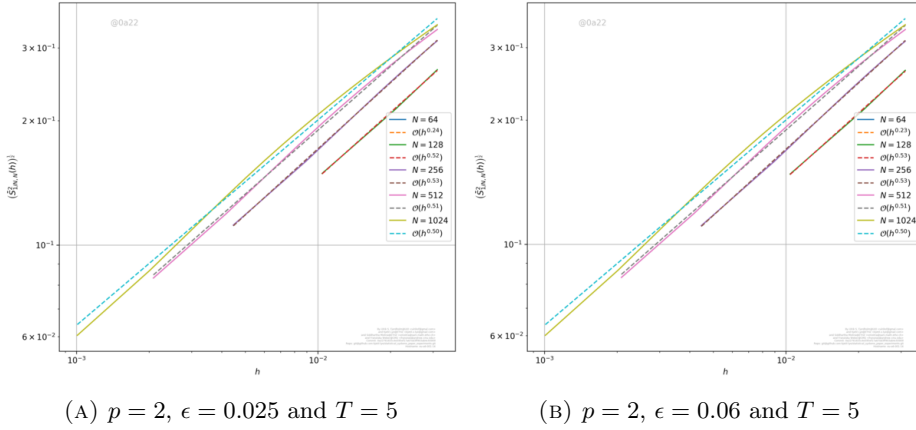 @0a22
3 × 10⁻¹
2 × 10⁻¹
10⁻¹
6 × 10⁻²
10⁻³
10⁻²
h
N = 64
O(h^0.24)
N = 128
O(h^0.52)
N = 256
O(h^0.53)
N = 512
O(h^0.51)
N = 1024
O(h^0.50)
(A) p = 2, ϵ = 0.025 and T = 5
@0a22
3 × 10⁻¹
2 × 10⁻¹
10⁻¹
6 × 10⁻²
10⁻³
10⁻²
h
N = 64
O(h^0.23)
N = 128
O(h^0.53)
N = 256
O(h^0.53)
N = 512
O(h^0.51)
N = 1024
O(h^0.50)
(B) p = 2, ϵ = 0.06 and T = 5